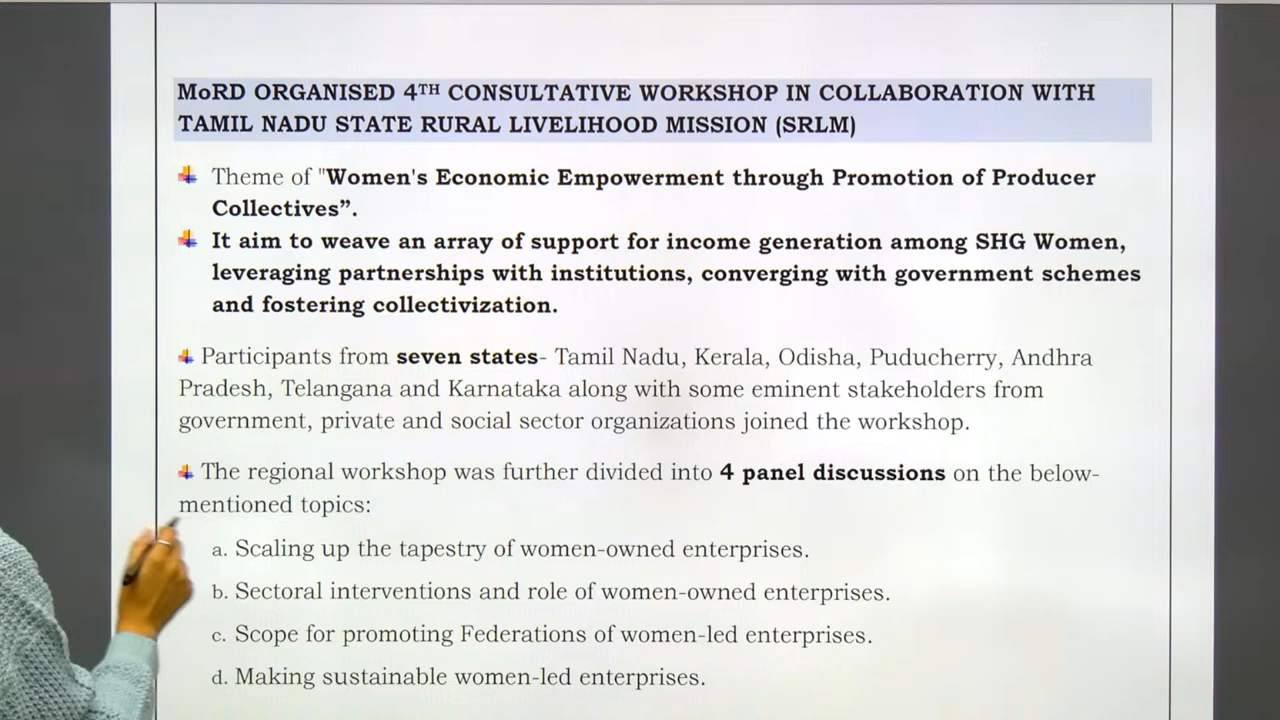 MoRD ORGANISED 4TH CONSULTATIVE WORKSHOP IN COLLABORATION WITH
TAMIL NADU STATE RURAL LIVELIHOOD MISSION (SRLM)
Theme of "Women's Economic Empowerment through Promotion of Producer
Collectives”.
It aim to weave an array of support for income generation among SHG Women,
leveraging partnerships with institutions, converging with government schemes
and fostering collectivization.
Participants from seven states- Tamil Nadu, Kerala, Odisha, Puducherry, Andhra
Pradesh, Telangana and Karnataka along with some eminent stakeholders from
government, private and social sector organizations joined the workshop.
The regional workshop was further divided into 4 panel discussions on the below-
mentioned topics:
a. Scaling up the tapestry of women-owned enterprises.
b. Sectoral interventions and role of women-owned enterprises.
c. Scope for promoting Federations of women-led enterprises.
d. Making sustainable women-led enterprises.